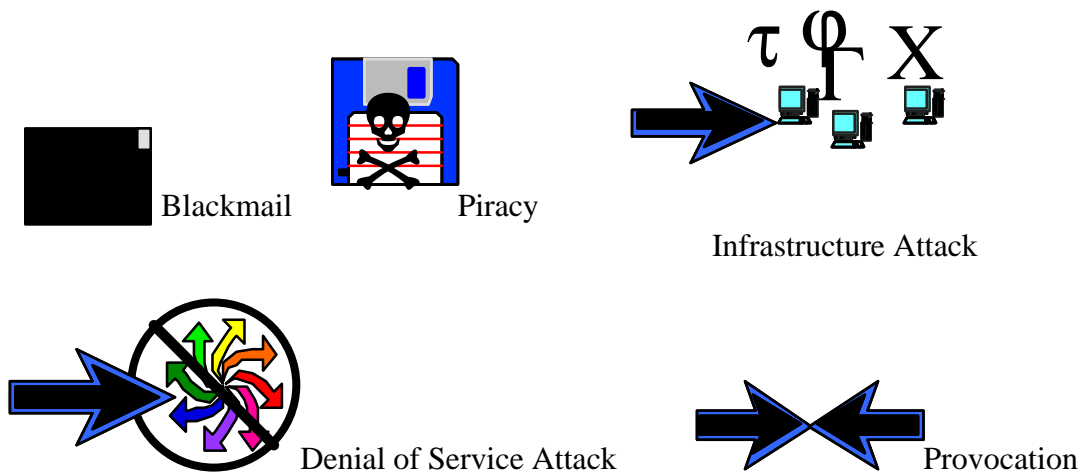 τ φ Γ X
Blackmail
Piracy
Infrastructure Attack
Denial of Service Attack
Provocation